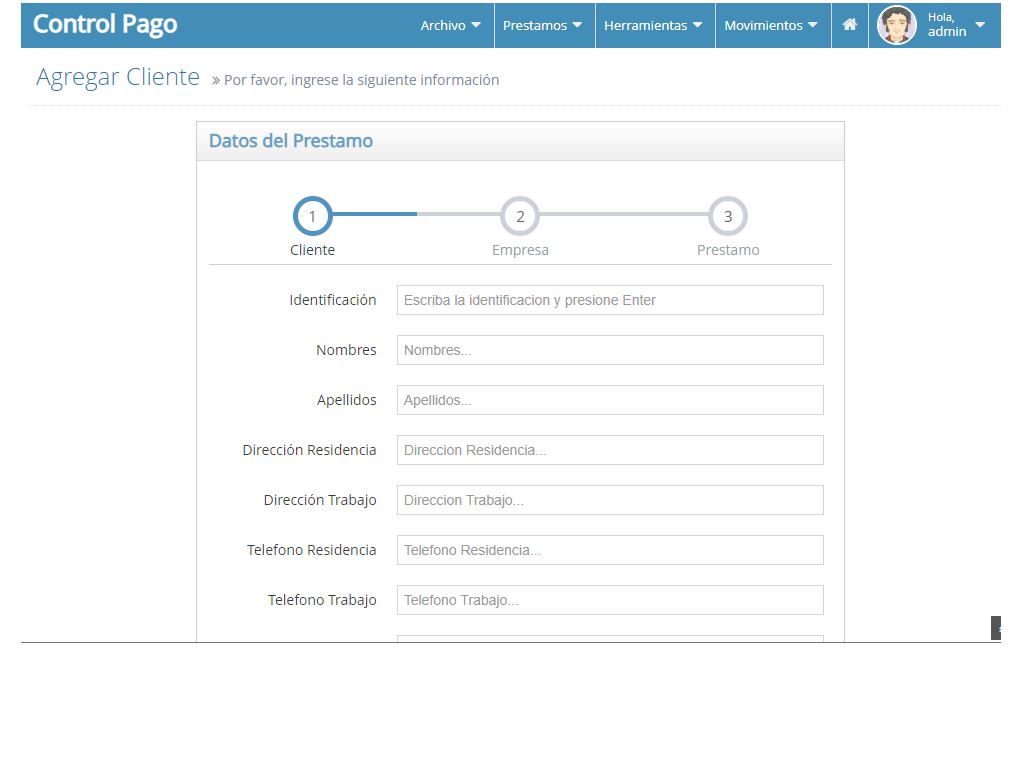 Control Pago
Archivo Prestamos Herramientas Movimientos Hola, admin
Agregar Cliente » Por favor, ingrese la siguiente información
Datos del Prestamo
1 2 3
Cliente Empresa Prestamo
Identificación Escriba la identificacion y presione Enter
Nombres Nombres...
Apellidos Apellidos...
Dirección Residencia Direccion Residencia...
Dirección Trabajo Direccion Trabajo...
Telefono Residencia Telefono Residencia...
Telefono Trabajo Telefono Trabajo...